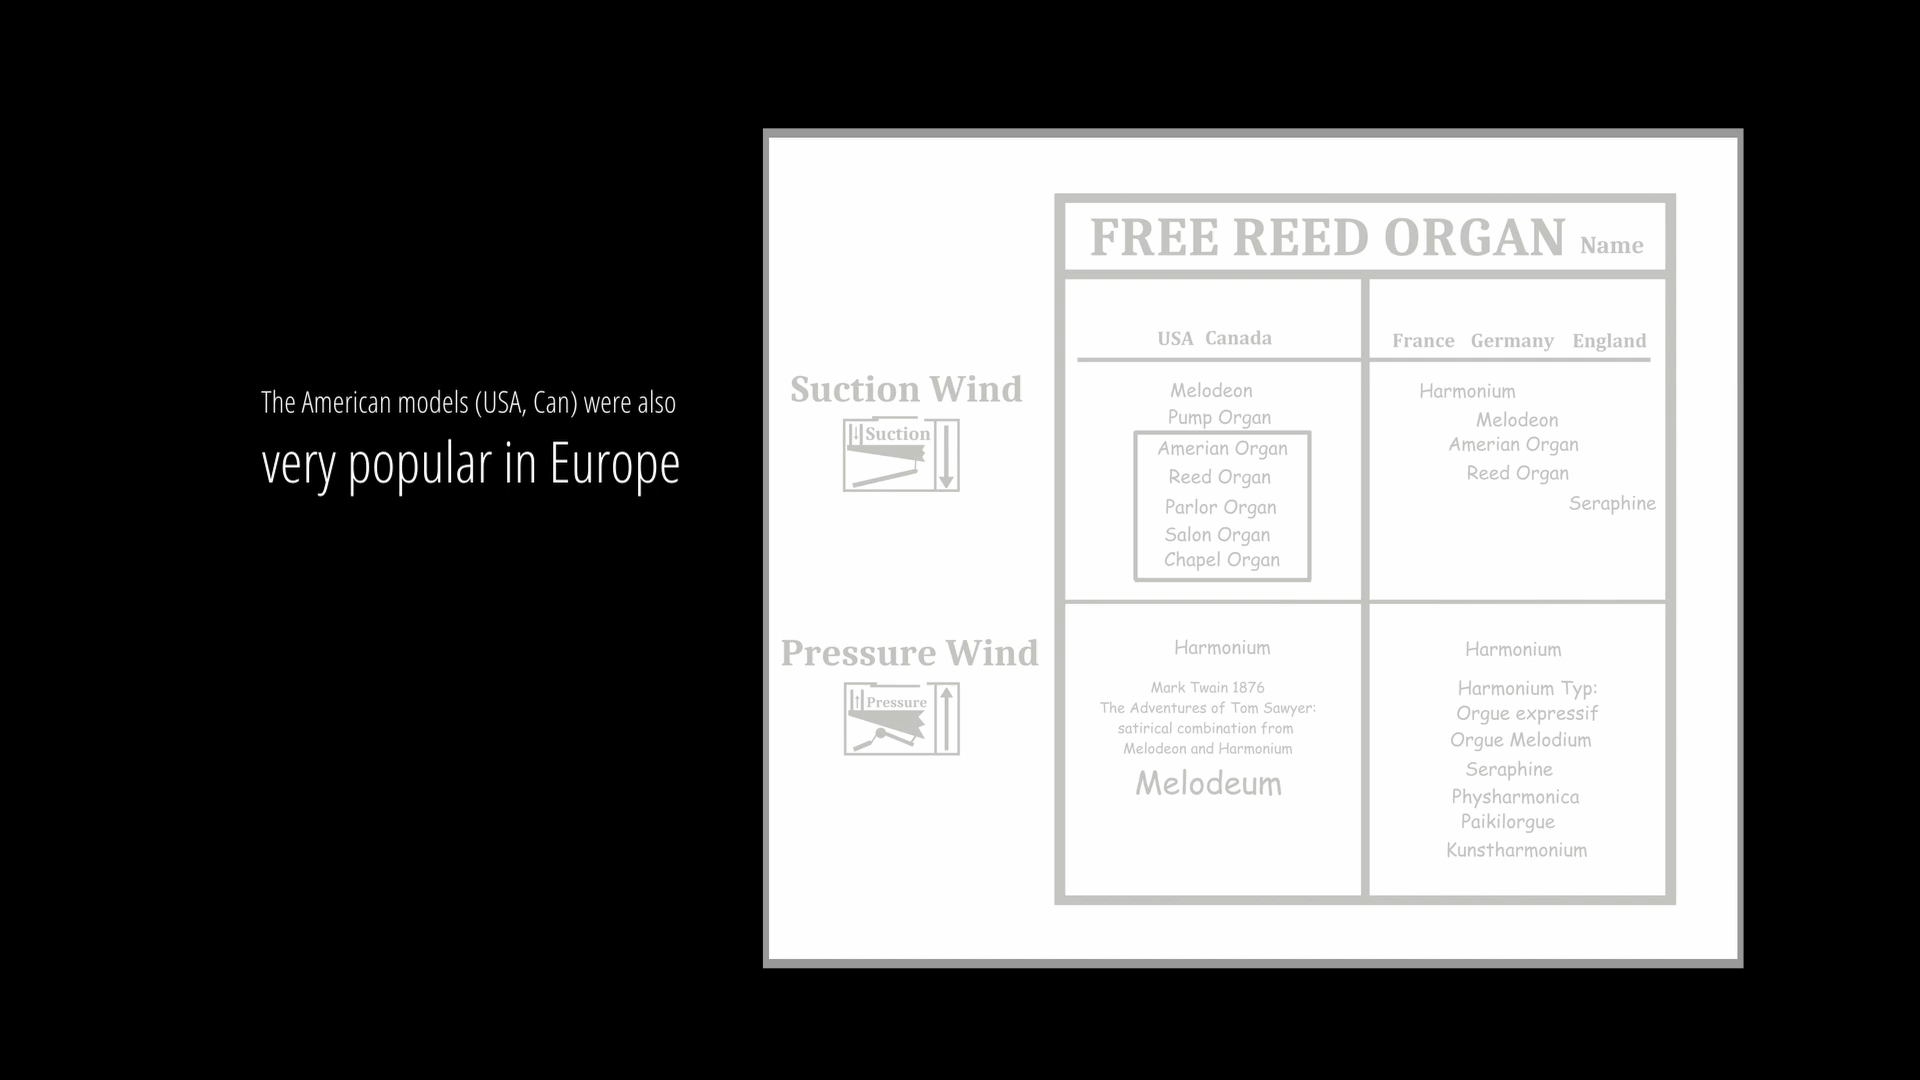 The American models (USA, Can) were also
very popular in Europe
FREE REED ORGAN Name
USA Canada
France Germany England
Suction Wind
Suction
Melodeon
Pump Organ
Amerian Organ
Reed Organ
Parlor Organ
Salon Organ
Chapel Organ
Harmonium
Melodeon
Amerian Organ
Reed Organ
Seraphine
Pressure Wind
Pressure
Harmonium
Mark Twain 1876
The Adventures of Tom Sawyer:
satirical combination from
Melodeon and Harmonium
Melodeum
Harmonium
Harmonium Typ:
Orgue expressif
Orgue Melodium
Seraphine
Physharmonica
Paikilorgue
Kunstharmonium